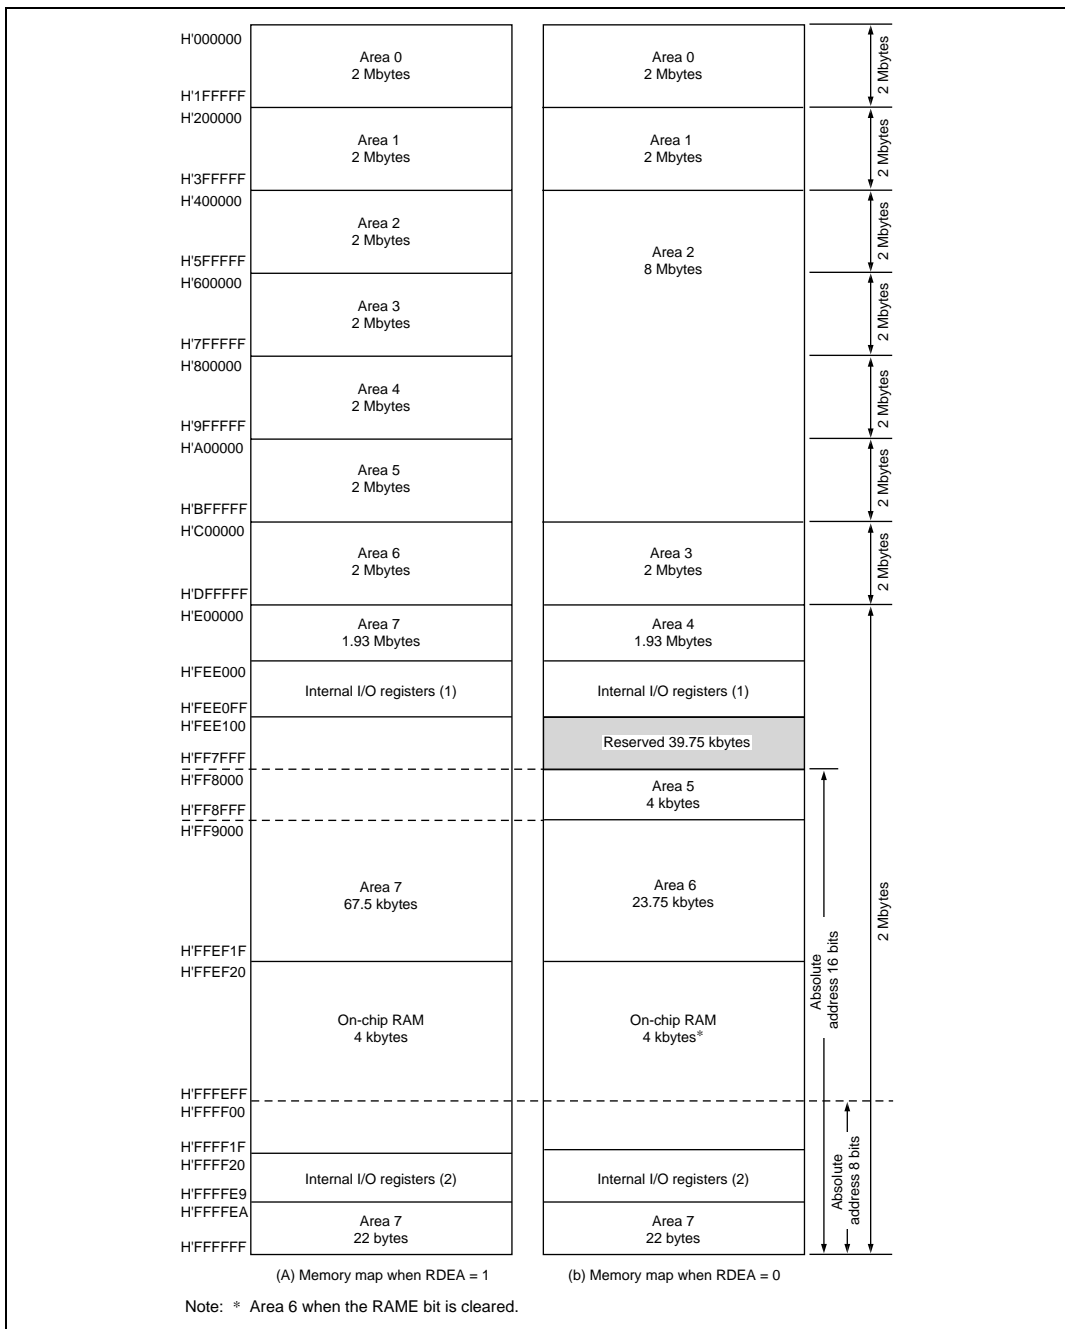 H'000000
Area 0
2 Mbytes
Area 0
2 Mbytes
2 Mbytes
H'1FFFFF
H'200000
Area 1
2 Mbytes
Area 1
2 Mbytes
2 Mbytes
H'3FFFFF
H'400000
Area 2
2 Mbytes
Area 2
8 Mbytes
2 Mbytes
H'5FFFFF
H'600000
Area 3
2 Mbytes
2 Mbytes
H'7FFFFF
H'800000
Area 4
2 Mbytes
2 Mbytes
H'9FFFFF
H'A00000
Area 5
2 Mbytes
2 Mbytes
H'BFFFFF
H'C00000
Area 6
2 Mbytes
Area 3
2 Mbytes
2 Mbytes
H'DFFFFF
H'E00000
Area 7
1.93 Mbytes
Area 4
1.93 Mbytes
H'FEE000
Internal I/O registers (1)
Internal I/O registers (1)
H'FEE0FF
H'FEE100
Reserved 39.75 kbytes
H'FF7FFF
H'FF8000
Area 5
4 kbytes
H'FF8FFF
H'FF9000
Area 7
67.5 kbytes
Area 6
23.75 kbytes
2 Mbytes
Absolute
address 16 bits
H'FFEF1F
H'FFEF20
On-chip RAM
4 kbytes
On-chip RAM
4 kbytes*
H'FFFEFF
H'FFFF00
H'FFFF1F
H'FFFF20
Internal I/O registers (2)
Internal I/O registers (2)
Absolute
address 8 bits
H'FFFFE9
H'FFFFEA
Area 7
22 bytes
Area 7
22 bytes
H'FFFFFF
(A) Memory map when RDEA = 1
(b) Memory map when RDEA = 0
Note: * Area 6 when the RAME bit is cleared.